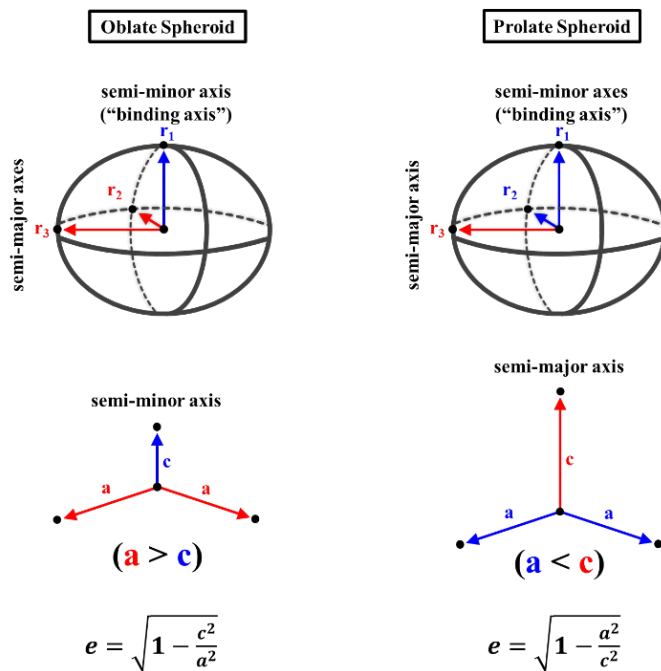 Oblate Spheroid
semi-minor axis
(“binding axis”)
r1
r2
r3
semi-major axes
semi-minor axis
c
a a
(a > c)
e = √(1 − c²/a²)
Prolate Spheroid
semi-minor axes
(“binding axis”)
r1
r2
r3
semi-major axis
semi-major axis
c
a a
(a < c)
e = √(1 − a²/c²)